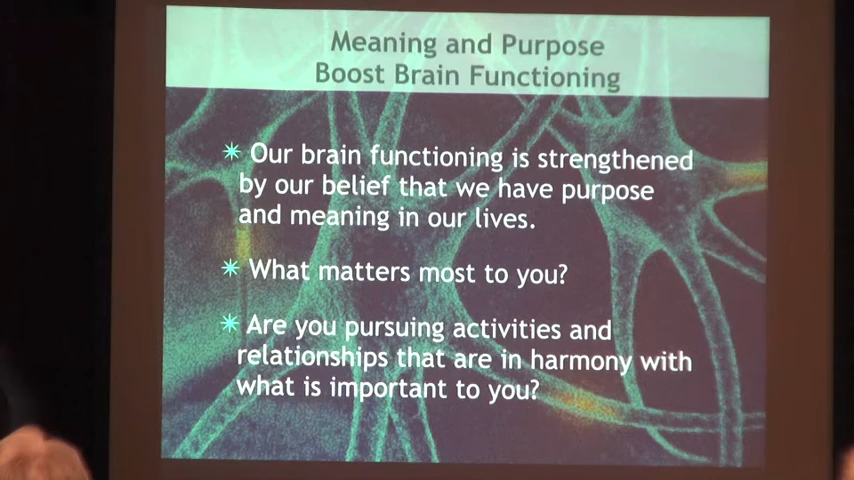 Meaning and Purpose
Boost Brain Functioning
✷ Our brain functioning is strengthened
by our belief that we have purpose
and meaning in our lives.
✷ What matters most to you?
✷ Are you pursuing activities and
relationships that are in harmony with
what is important to you?